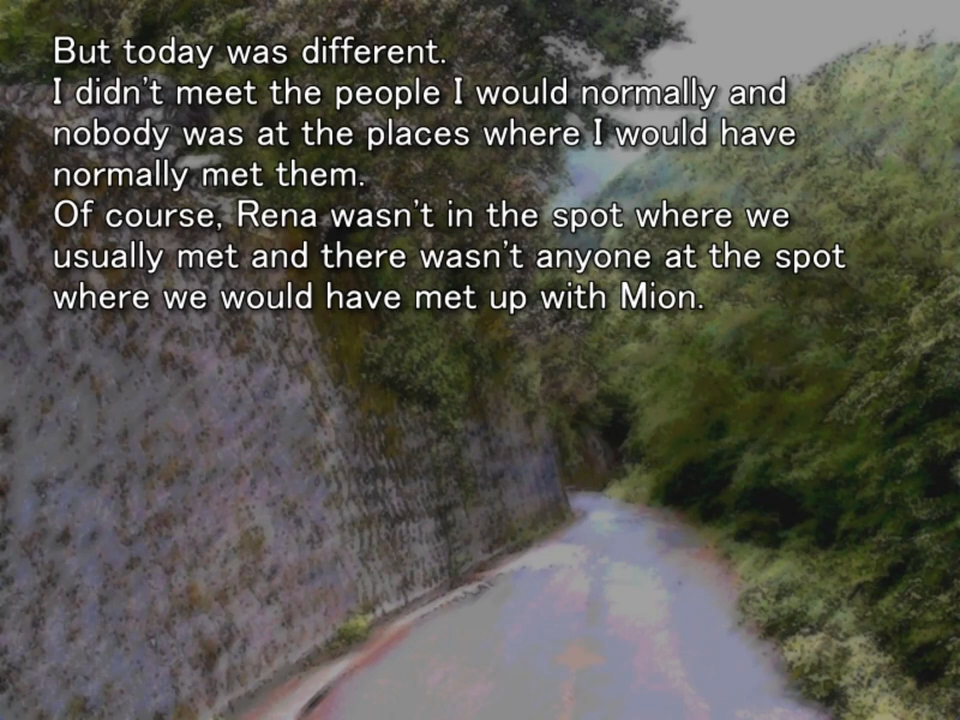 But today was different.
I didn't meet the people I would normally and
nobody was at the places where I would have
normally met them.
Of course, Rena wasn't in the spot where we
usually met and there wasn't anyone at the spot
where we would have met up with Mion.